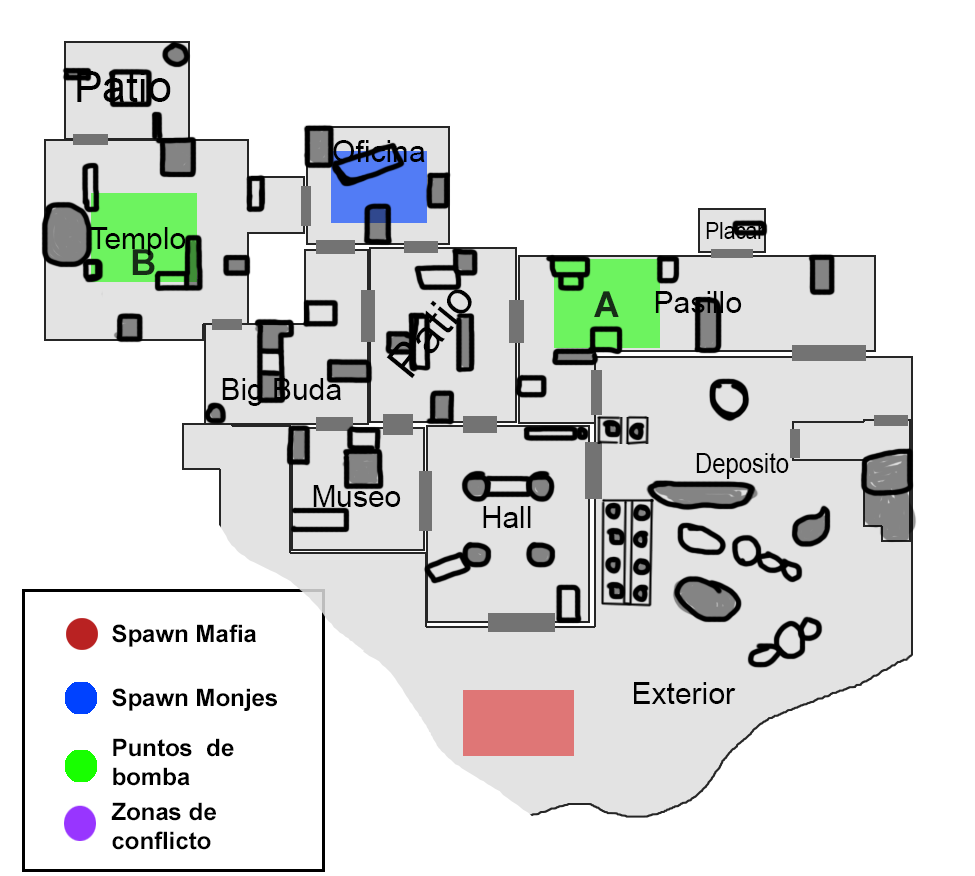 Patio
Oficina
Templo
B
Placar
Patio
A
Pasillo
Big Buda
Deposito
Museo
Hall
Exterior
Spawn Mafia
Spawn Monjes
Puntos de
bomba
Zonas de
conflicto